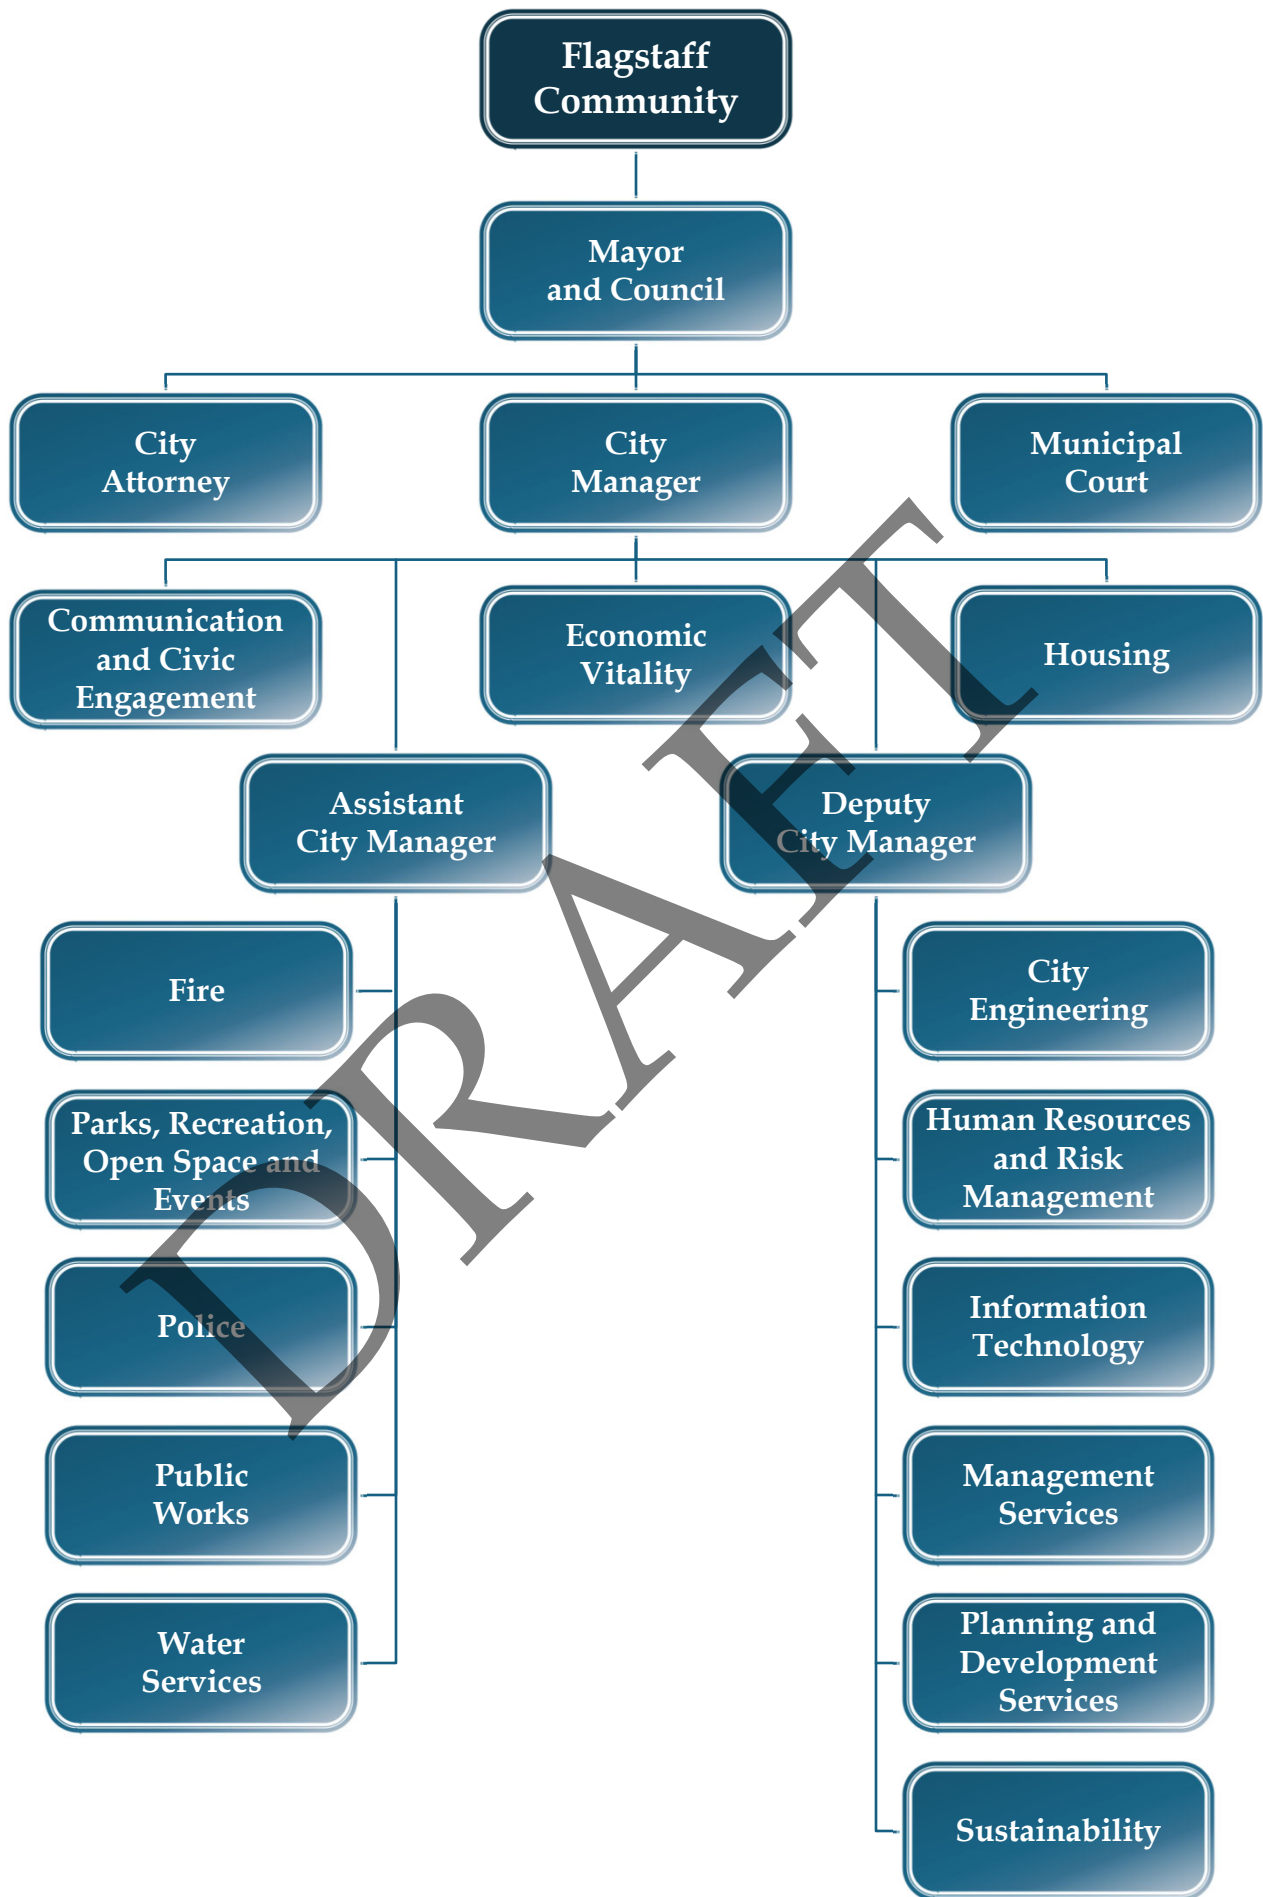 Flagstaff
Community
Mayor
and Council
City
Attorney
City
Manager
Municipal
Court
Communication
and Civic
Engagement
Economic
Vitality
Housing
Assistant
City Manager
Deputy
City Manager
Fire
Parks, Recreation,
Open Space and
Events
Police
Public
Works
Water
Services
City
Engineering
Human Resources
and Risk
Management
Information
Technology
Management
Services
Planning and
Development
Services
Sustainability
DRAFT